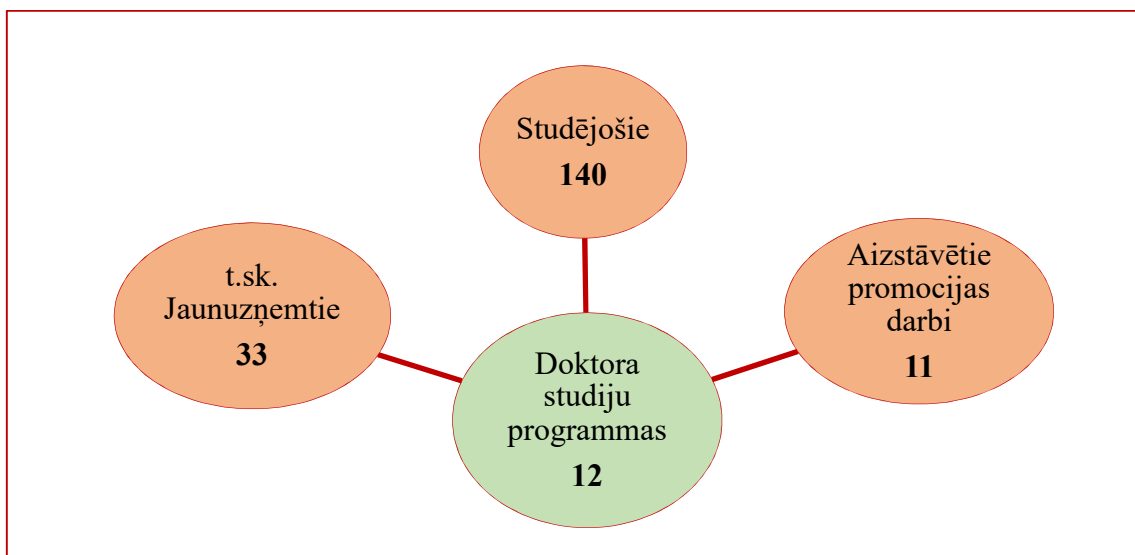 Studējošie
140
t.sk.
Jaunuzņemtie
33
Aizstāvētie
promocijas
darbi
11
Doktora
studiju
programmas
12